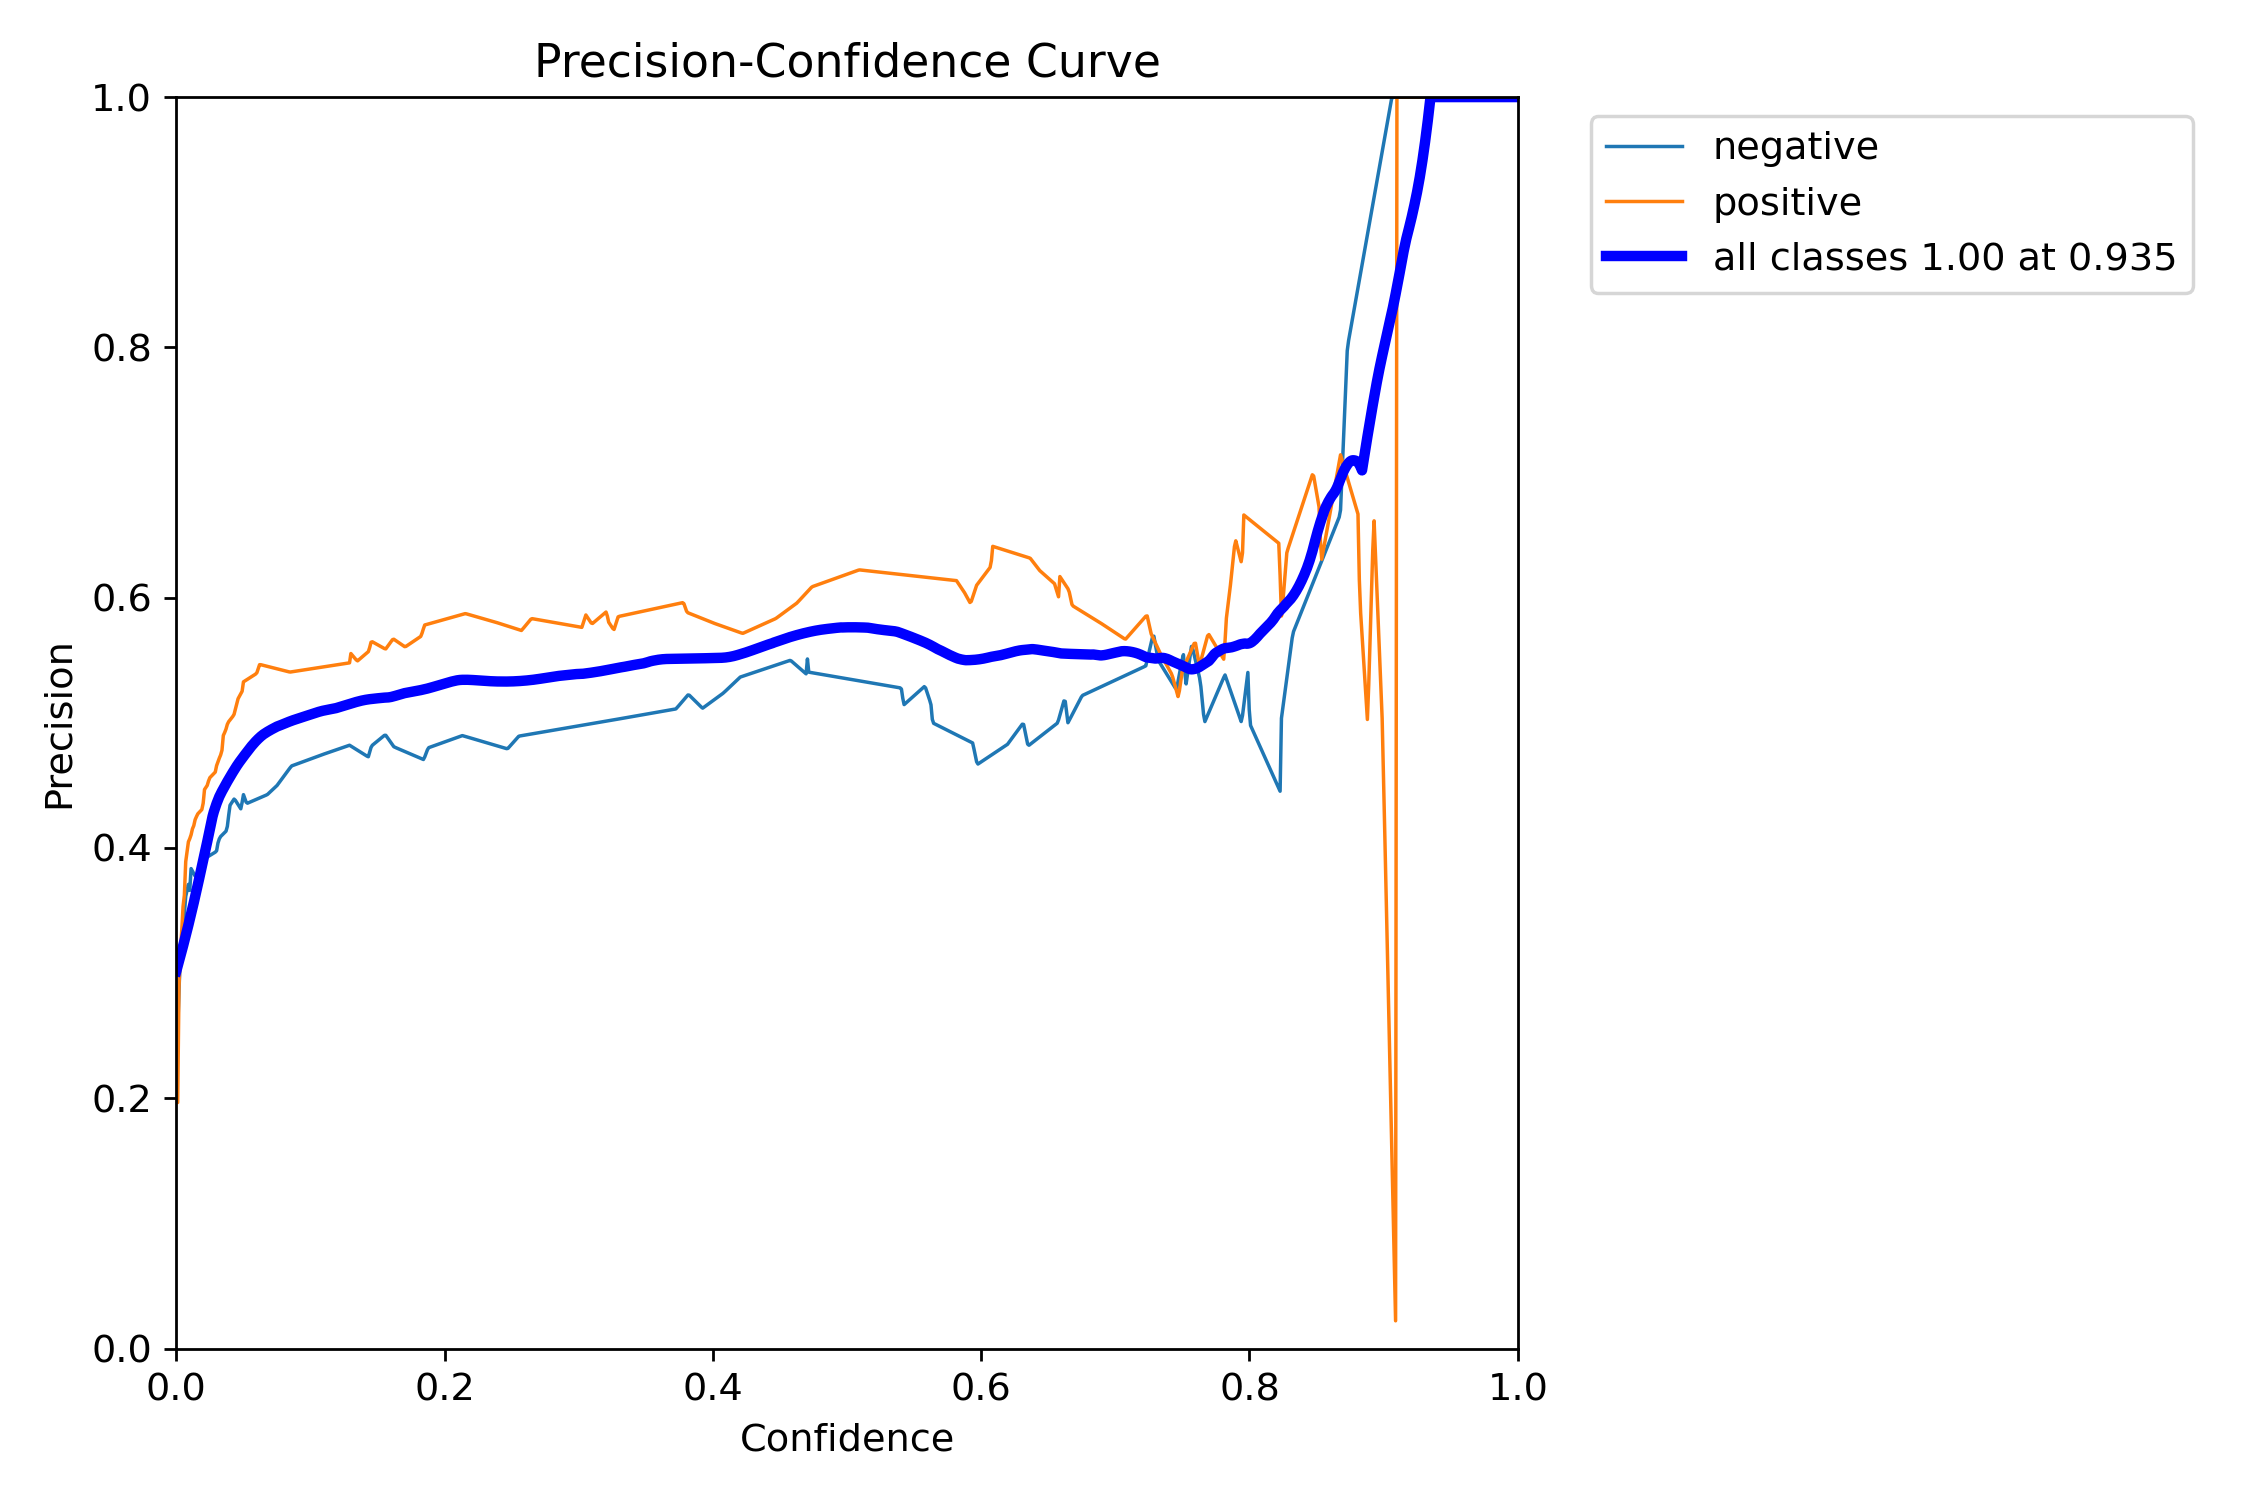 Precision-Confidence Curve
1.0
0.8
0.6
0.4
0.2
0.0
Precision
0.0 0.2 0.4 0.6 0.8 1.0
Confidence
negative
positive
all classes 1.00 at 0.935